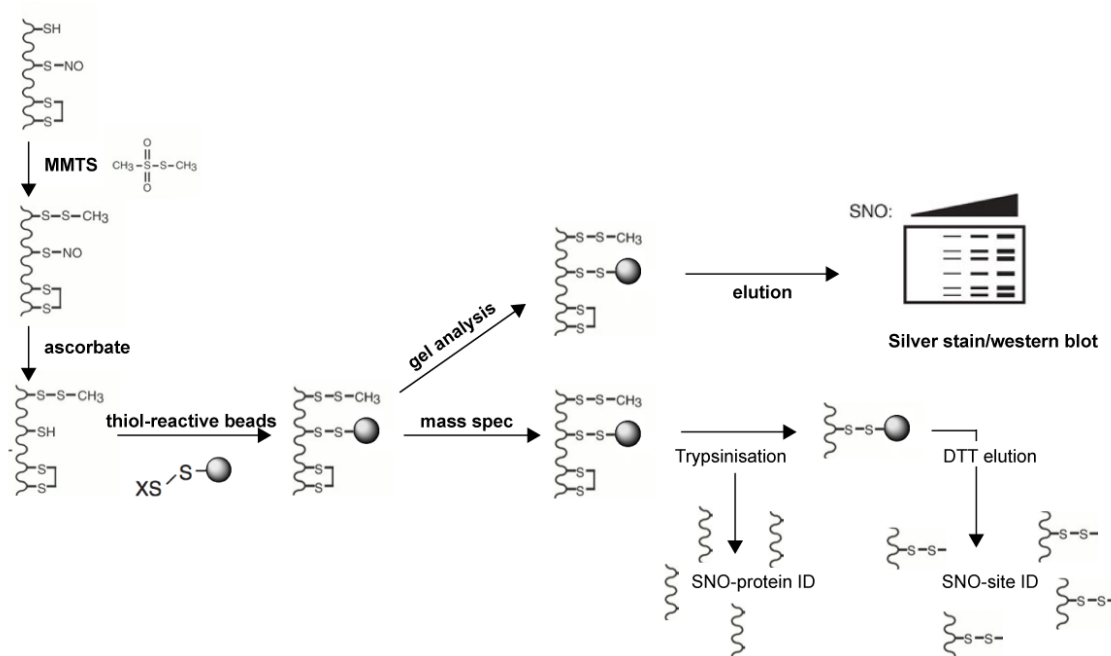 SH
S-NO
S
S
MMTS
O
CH3-S-S-CH3
O
S-S-CH3
S-NO
S
S
ascorbate
S-S-CH3
SH
S
S
thiol-reactive beads
XS
S
S-S-CH3
S-S
S
S
gel analysis
mass spec
S-S-CH3
S-S
S
S
elution
SNO:
Silver stain/western blot
S-S-CH3
S-S
S
S
Trypsinisation
SNO-protein ID
S-S
DTT elution
S-S-
S-S-
S-S-
S-S-
SNO-site ID